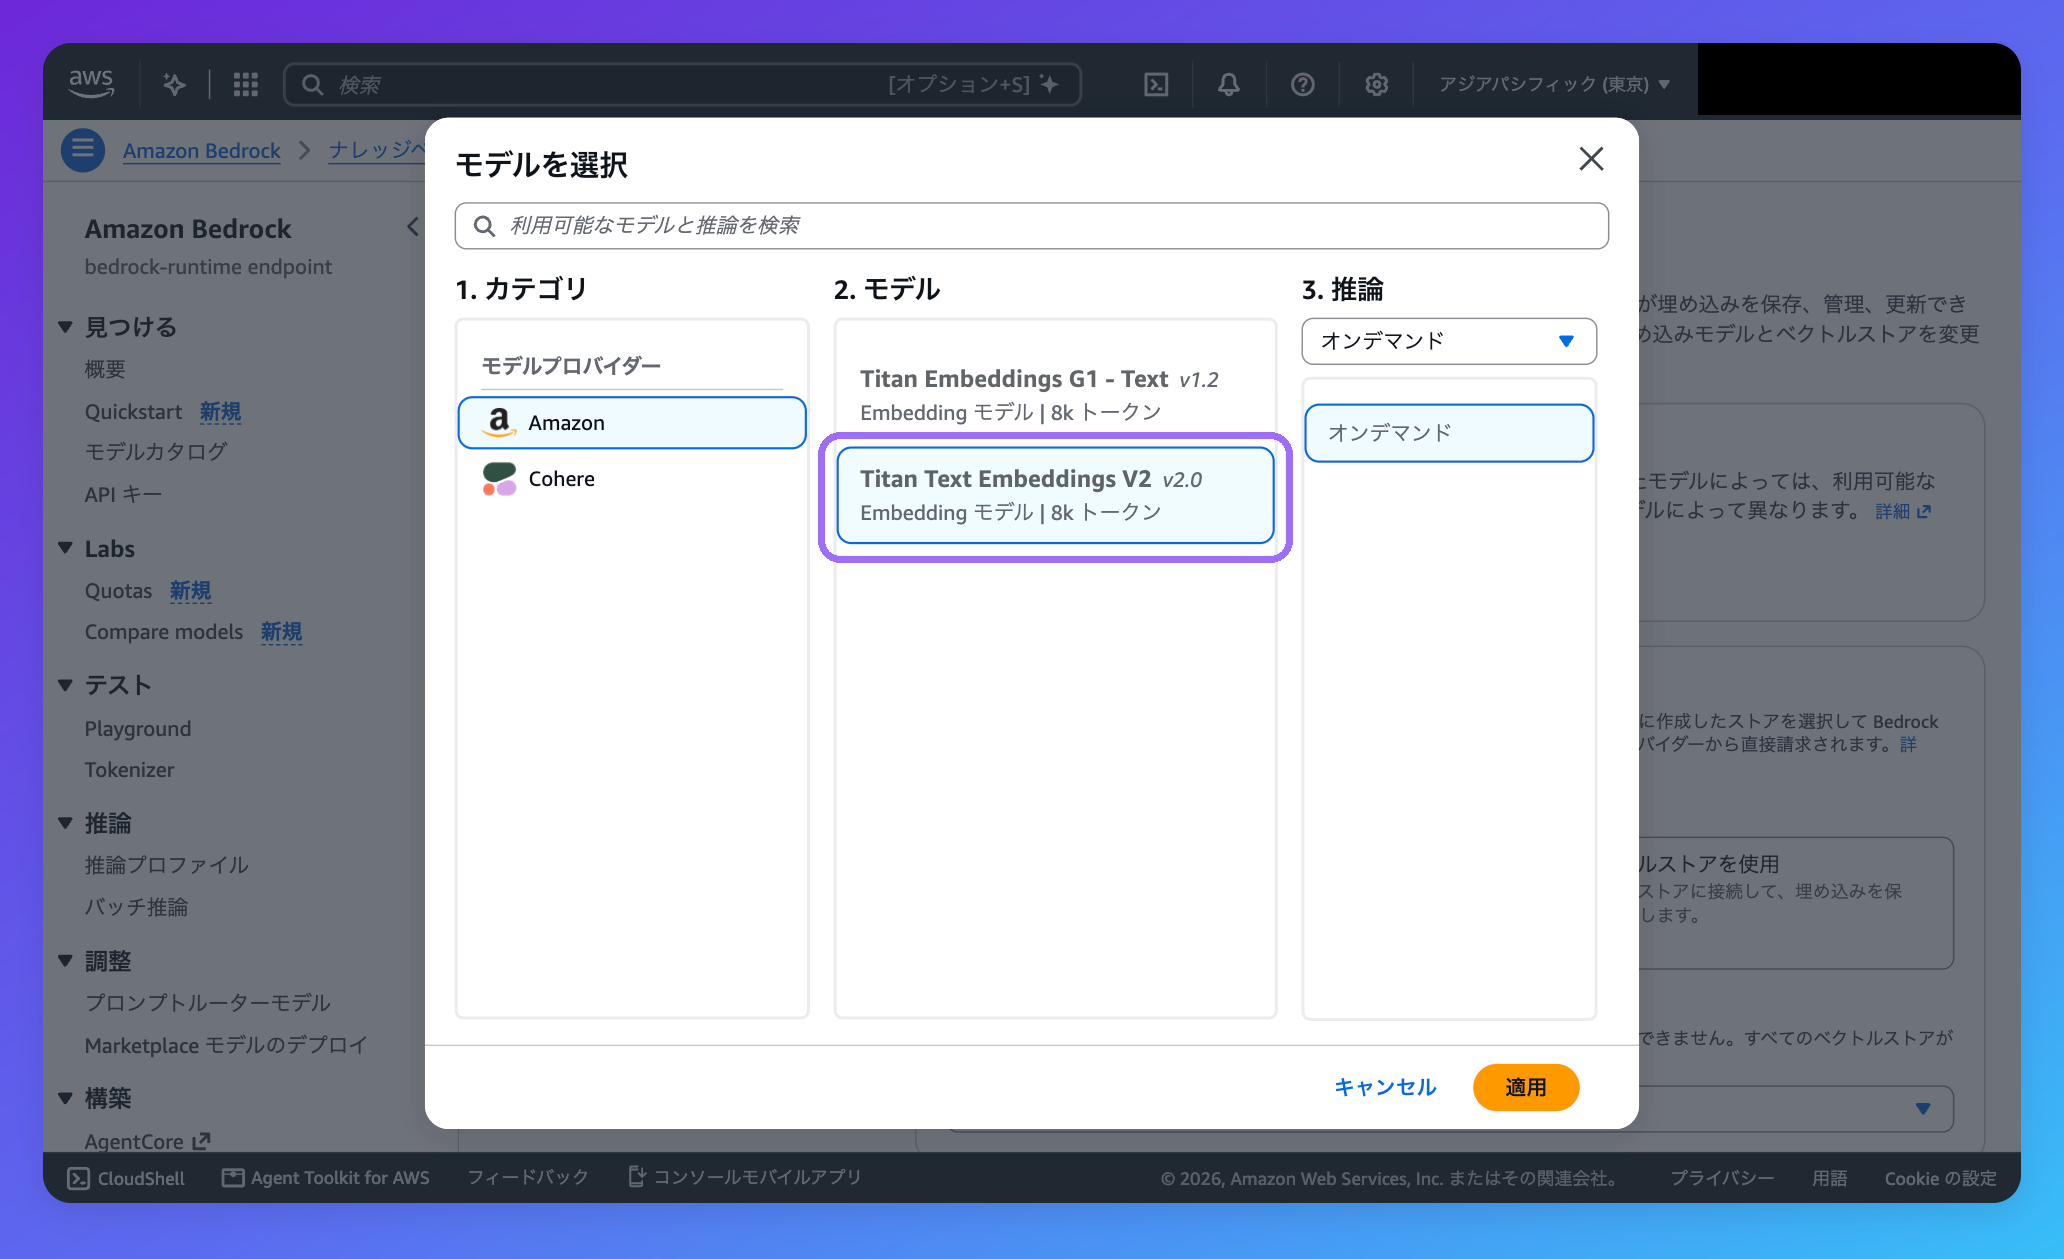 aws
検索
[オプション+S]
アジアパシフィック (東京)
Amazon Bedrock
ナレッジベ
Amazon Bedrock
bedrock-runtime endpoint
見つける
概要
Quickstart 新規
モデルカタログ
API キー
Labs
Quotas 新規
Compare models 新規
テスト
Playground
Tokenizer
推論
推論プロファイル
バッチ推論
調整
プロンプトルーターモデル
Marketplace モデルのデプロイ
構築
AgentCore
モデルを選択
利用可能なモデルと推論を検索
1. カテゴリ
モデルプロバイダー
Amazon
Cohere
2. モデル
Titan Embeddings G1 - Text v1.2
Embedding モデル | 8k トークン
Titan Text Embeddings V2 v2.0
Embedding モデル | 8k トークン
3. 推論
オンデマンド
オンデマンド
キャンセル
適用
が埋め込みを保存、管理、更新でき
め込みモデルとベクトルストアを変更
たモデルによっては、利用可能な
デルによって異なります。 詳細
に作成したストアを選択して Bedrock
バイダーから直接請求されます。詳
ルストアを使用
ストアに接続して、埋め込みを保
します。
できません。すべてのベクトルストアが
CloudShell
Agent Toolkit for AWS
フィードバック
コンソールモバイルアプリ
© 2026, Amazon Web Services, Inc. またはその関連会社。
プライバシー
用語
Cookie の設定